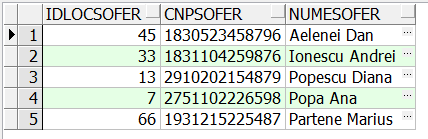 IDLOCSOFER CNPSOFER NUMESOFER
1 45 1830523458796 Aelenei Dan ...
2 33 1831104259876 Ionescu Andrei ...
3 13 2910202154879 Popescu Diana ...
4 7 2751102226598 Popa Ana ...
5 66 1931215225487 Partene Marius ...